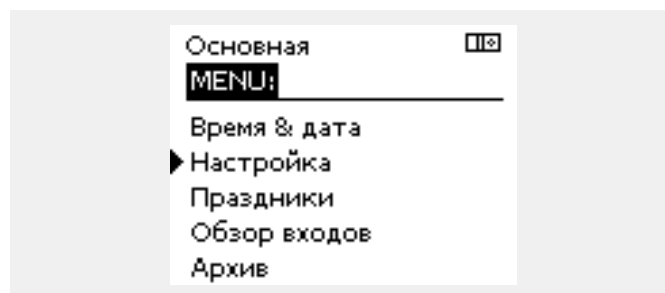 Основная
MENU:
Время & дата
Настройка
Праздники
Обзор входов
Архив